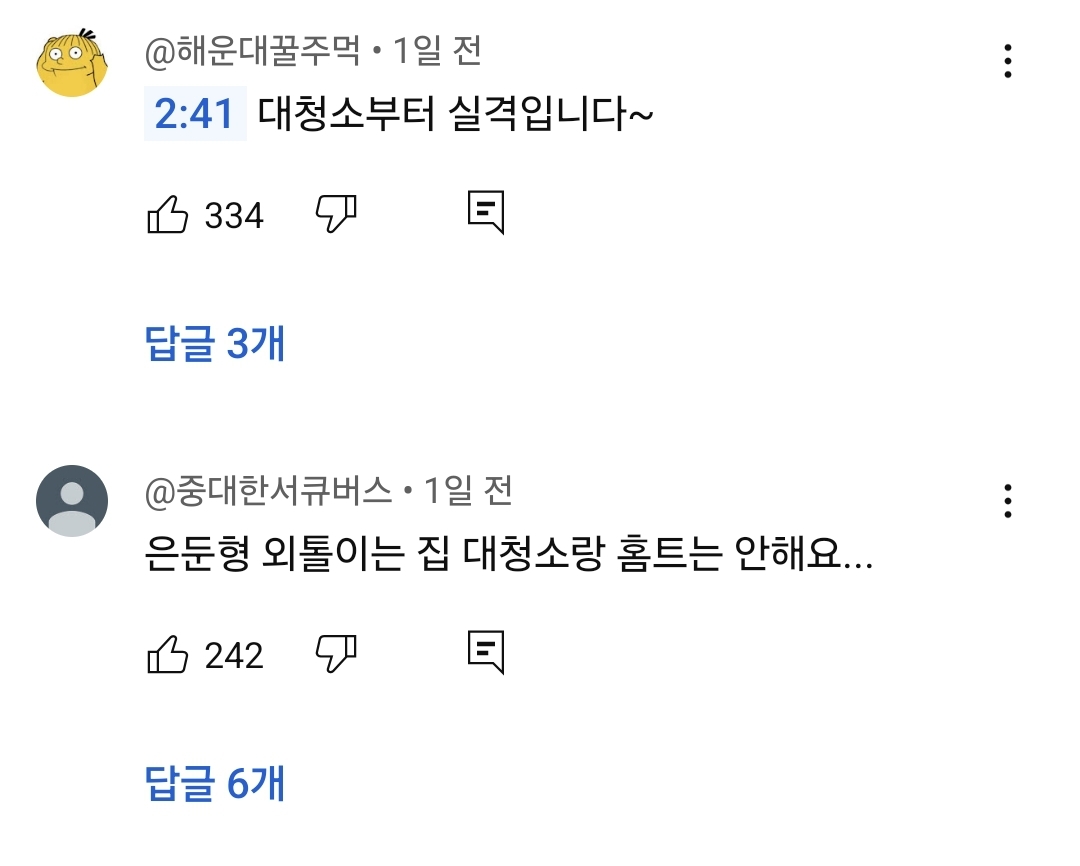 @해운대꿀주먹 • 1일 전
2:41 대청소부터 실격입니다~
334
답글 3개
@중대한서큐버스 • 1일 전
은둔형 외톨이는 집 대청소랑 홈트는 안해요...
242
답글 6개